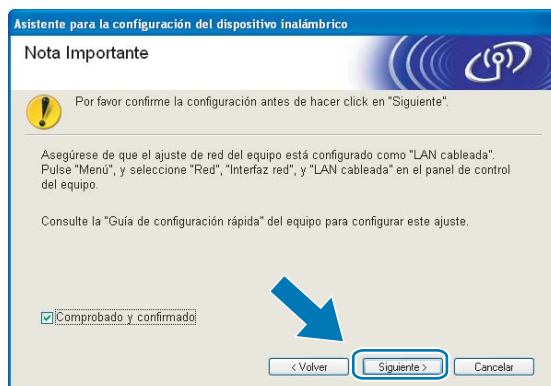 Asistente para la configuración del dispositivo inalámbrico
Nota Importante
Por favor confirme la configuración antes de hacer click en "Siguiente".
Asegúrese de que el ajuste de red del equipo está configurado como "LAN cableada".
Pulse "Menú", y seleccione "Red", "Interfaz red", y "LAN cableada" en el panel de control
del equipo.
Consulte la "Guía de configuración rápida" del equipo para configurar este ajuste.
Comprobado y confirmado
< Volver
Siguiente >
Cancelar